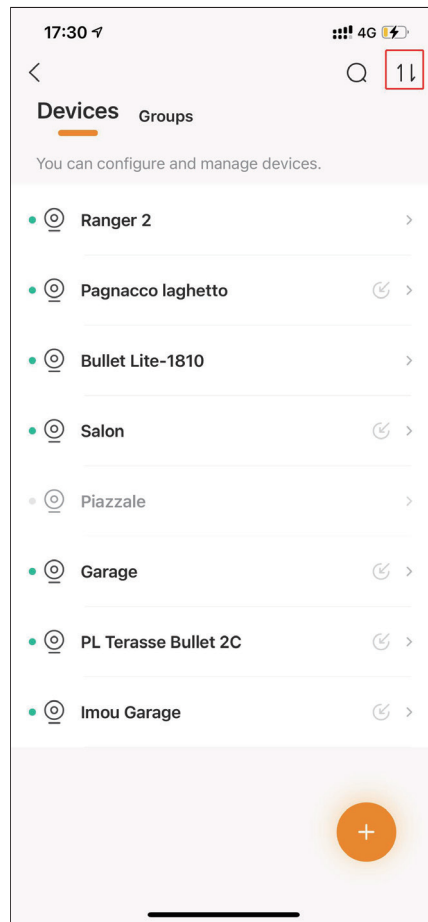 17:30 4G
Devices Groups
You can configure and manage devices.
Ranger 2
Pagnacco laghetto
Bullet Lite-1810
Salon
Piazzale
Garage
PL Terasse Bullet 2C
Imou Garage